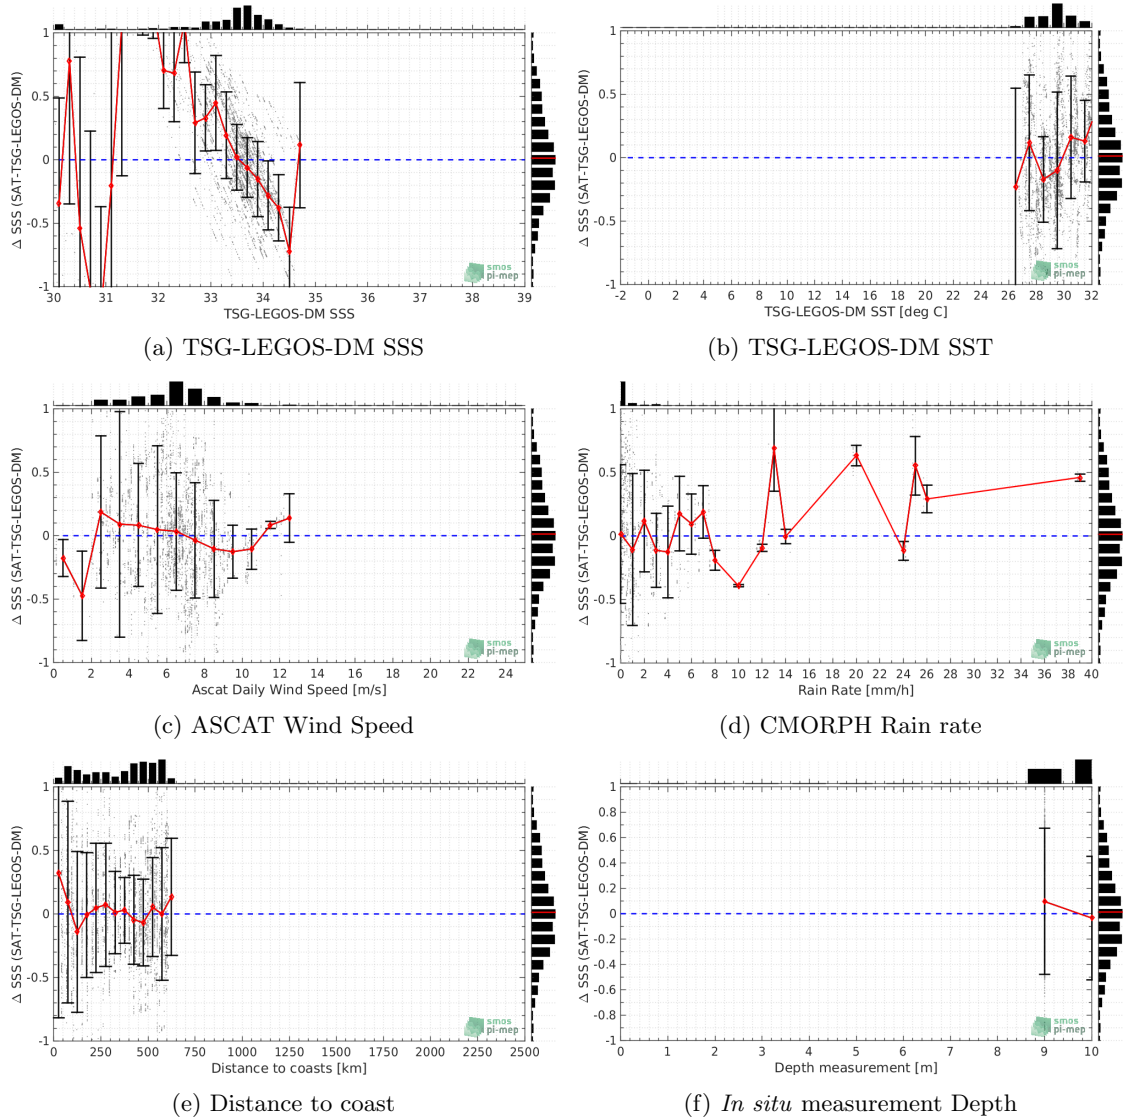 1
0.5
0
-0.5
-1
Δ SSS (SAT-TSG-LEGOS-DM)
30 31 32 33 34 35 36 37 38 39
TSG-LEGOS-DM SSS
smos
pi-mep
(a) TSG-LEGOS-DM SSS
1
0.5
0
-0.5
-1
Δ SSS (SAT-TSG-LEGOS-DM)
-2 0 2 4 6 8 10 12 14 16 18 20 22 24 26 28 30 32
TSG-LEGOS-DM SST [deg C]
smos
pi-mep
(b) TSG-LEGOS-DM SST
1
0.5
0
-0.5
-1
Δ SSS (SAT-TSG-LEGOS-DM)
0 2 4 6 8 10 12 14 16 18 20 22 24
Ascat Daily Wind Speed [m/s]
smos
pi-mep
(c) ASCAT Wind Speed
1
0.5
0
-0.5
-1
Δ SSS (SAT-TSG-LEGOS-DM)
0 2 4 6 8 10 12 14 16 18 20 22 24 26 28 30 32 34 36 38 40
Rain Rate [mm/h]
smos
pi-mep
(d) CMORPH Rain rate
1
0.5
0
-0.5
-1
Δ SSS (SAT-TSG-LEGOS-DM)
0 250 500 750 1000 1250 1500 1750 2000 2250 2500
Distance to coasts [km]
smos
pi-mep
(e) Distance to coast
1
0.8
0.6
0.4
0.2
0
-0.2
-0.4
-0.6
-0.8
-1
Δ SSS (SAT-TSG-LEGOS-DM)
0 1 2 3 4 5 6 7 8 9 10
Depth measurement [m]
smos
pi-mep
(f) In situ measurement Depth